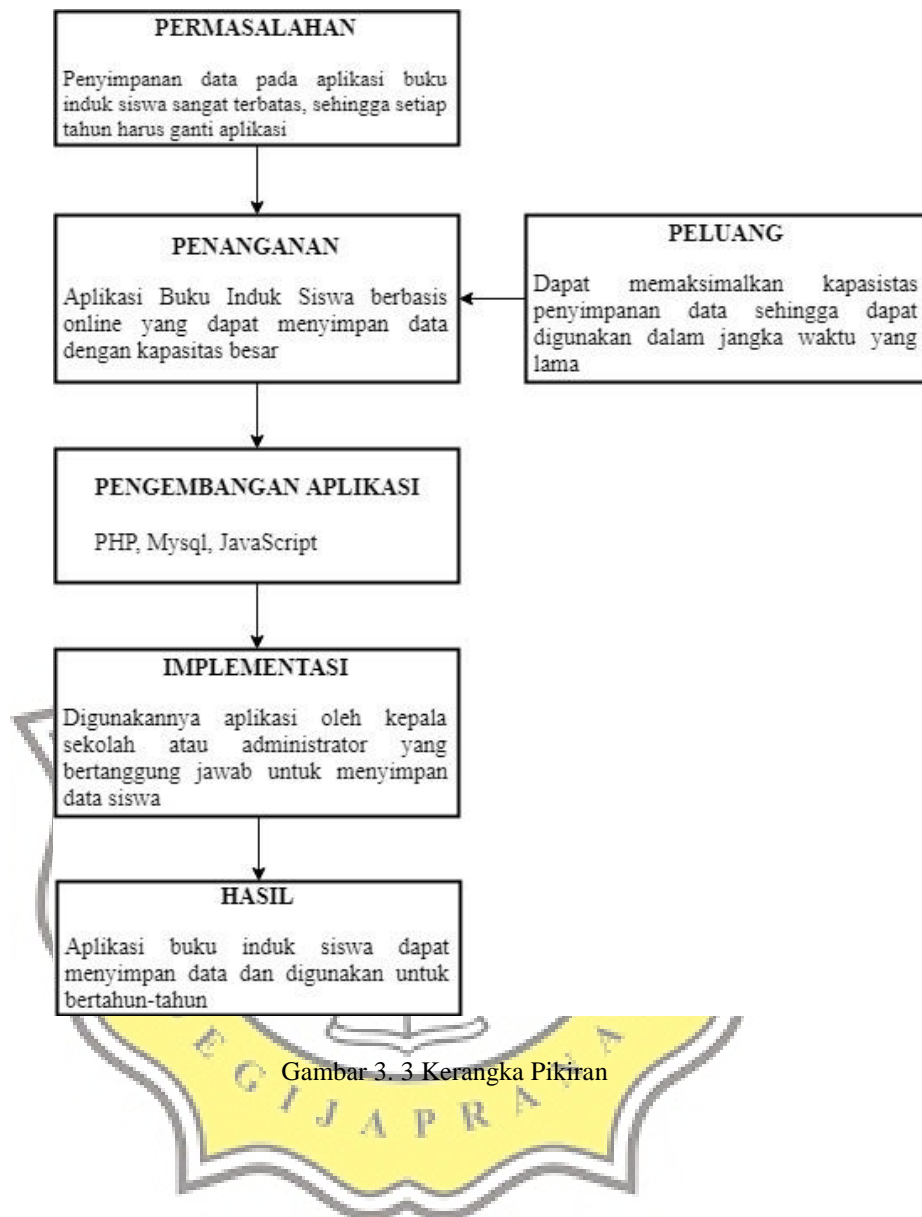 PERMASALAHAN
Penyimpanan data pada aplikasi buku
induk siswa sangat terbatas, sehingga setiap
tahun harus ganti aplikasi
PENANGANAN
Aplikasi Buku Induk Siswa berbasis
online yang dapat menyimpan data
dengan kapasitas besar
PELUANG
Dapat memaksimalkan kapasistas
penyimpanan data sehingga dapat
digunakan dalam jangka waktu yang
lama
PENGEMBANGAN APLIKASI
PHP, Mysql, JavaScript
IMPLEMENTASI
Digunakannya aplikasi oleh kepala
sekolah atau administrator yang
bertanggung jawab untuk menyimpan
data siswa
HASIL
Aplikasi buku induk siswa dapat
menyimpan data dan digunakan untuk
bertahun-tahun
Gambar 3. 3 Kerangka Pikiran
EGIJAPRANA